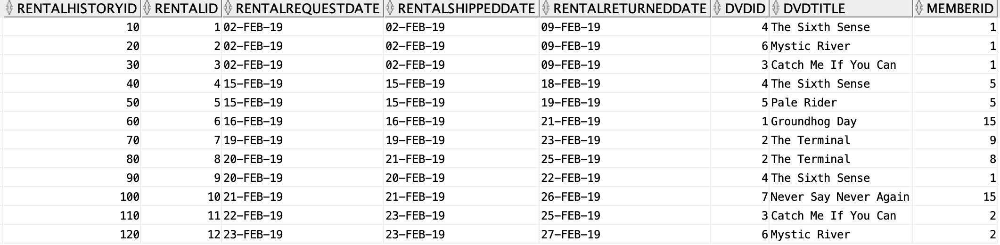 RENTALHISTORYID RENTALID RENTALREQUESTDATE RENTALSHIPPEDDATE RENTALRETURNEDDATE DVDID DVDTITLE MEMBERID
10 1 02-FEB-19 02-FEB-19 09-FEB-19 4 The Sixth Sense 1
20 2 02-FEB-19 02-FEB-19 09-FEB-19 6 Mystic River 1
30 3 02-FEB-19 02-FEB-19 09-FEB-19 3 Catch Me If You Can 1
40 4 15-FEB-19 15-FEB-19 18-FEB-19 4 The Sixth Sense 5
50 5 15-FEB-19 15-FEB-19 19-FEB-19 5 Pale Rider 5
60 6 16-FEB-19 16-FEB-19 21-FEB-19 1 Groundhog Day 15
70 7 19-FEB-19 19-FEB-19 23-FEB-19 2 The Terminal 9
80 8 20-FEB-19 21-FEB-19 25-FEB-19 2 The Terminal 8
90 9 20-FEB-19 20-FEB-19 22-FEB-19 4 The Sixth Sense 1
100 10 21-FEB-19 21-FEB-19 26-FEB-19 7 Never Say Never Again 15
110 11 22-FEB-19 23-FEB-19 25-FEB-19 3 Catch Me If You Can 2
120 12 23-FEB-19 23-FEB-19 27-FEB-19 6 Mystic River 2